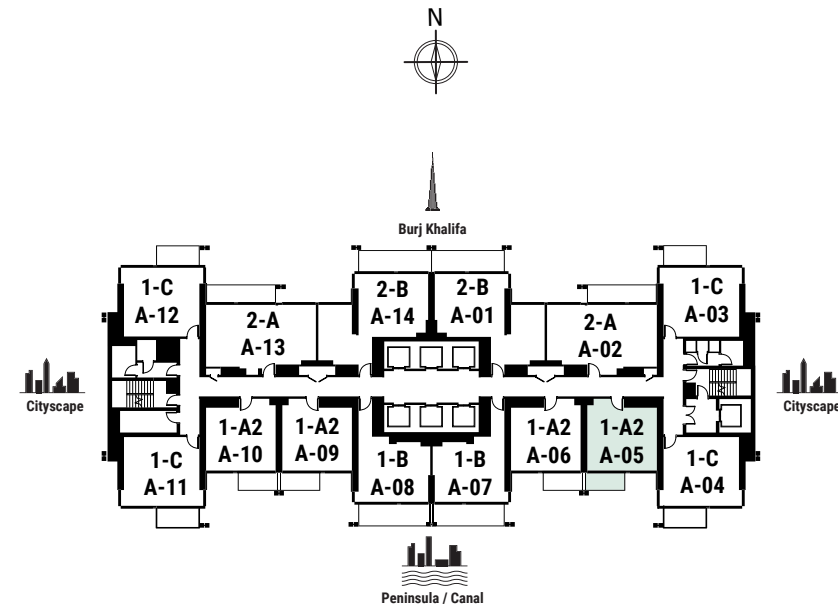 N
Burj Khalifa
1-C
A-12
2-A
A-13
2-B
A-14
2-B
A-01
2-A
A-02
1-C
A-03
Cityscape
Cityscape
1-C
A-11
1-A2
A-10
1-A2
A-09
1-B
A-08
1-B
A-07
1-A2
A-06
1-A2
A-05
1-C
A-04
Peninsula / Canal